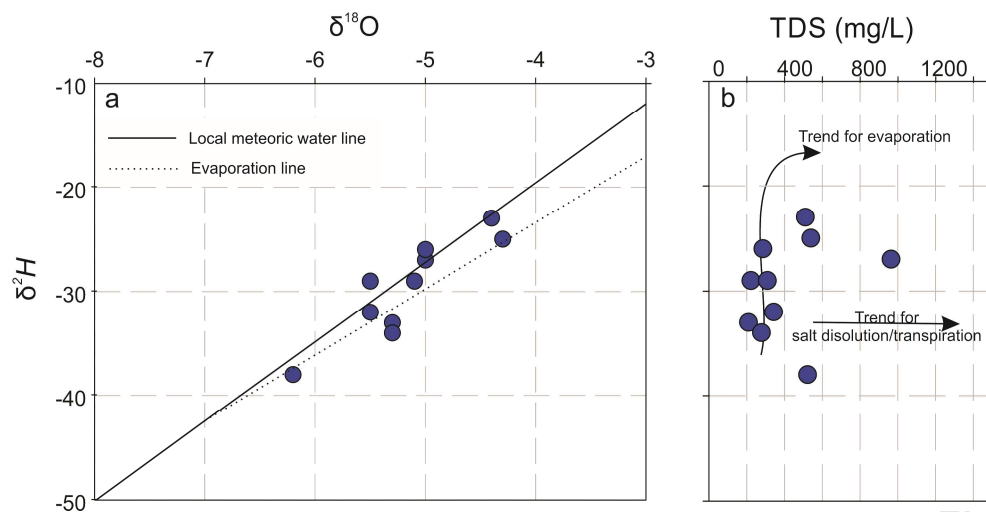 δ¹⁸O
-8 -7 -6 -5 -4 -3
-10
-20
-30
-40
-50
δ²H
a
Local meteoric water line
Evaporation line
TDS (mg/L)
0 400 800 1200
b
Trend for evaporation
Trend for
salt disolution/transpiration